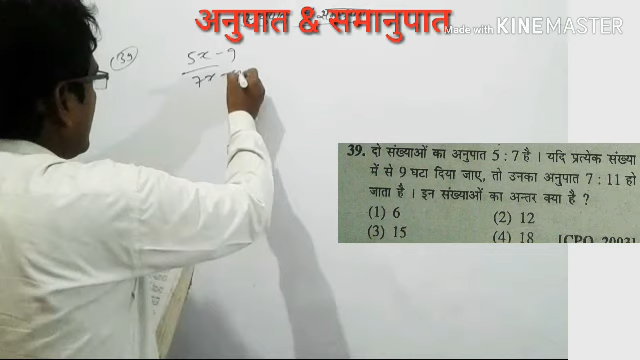 अनुपात & समानुपात
Made with KINEMASTER
39
5x - 9
7x -
39. दो संख्याओं का अनुपात 5 : 7 है । यदि प्रत्येक संख्या
में से 9 घटा दिया जाए, तो उनका अनुपात 7 : 11 हो
जाता है । इन संख्याओं का अन्तर क्या है ?
(1) 6 (2) 12
(3) 15 (4) 18 [CPO 2003]